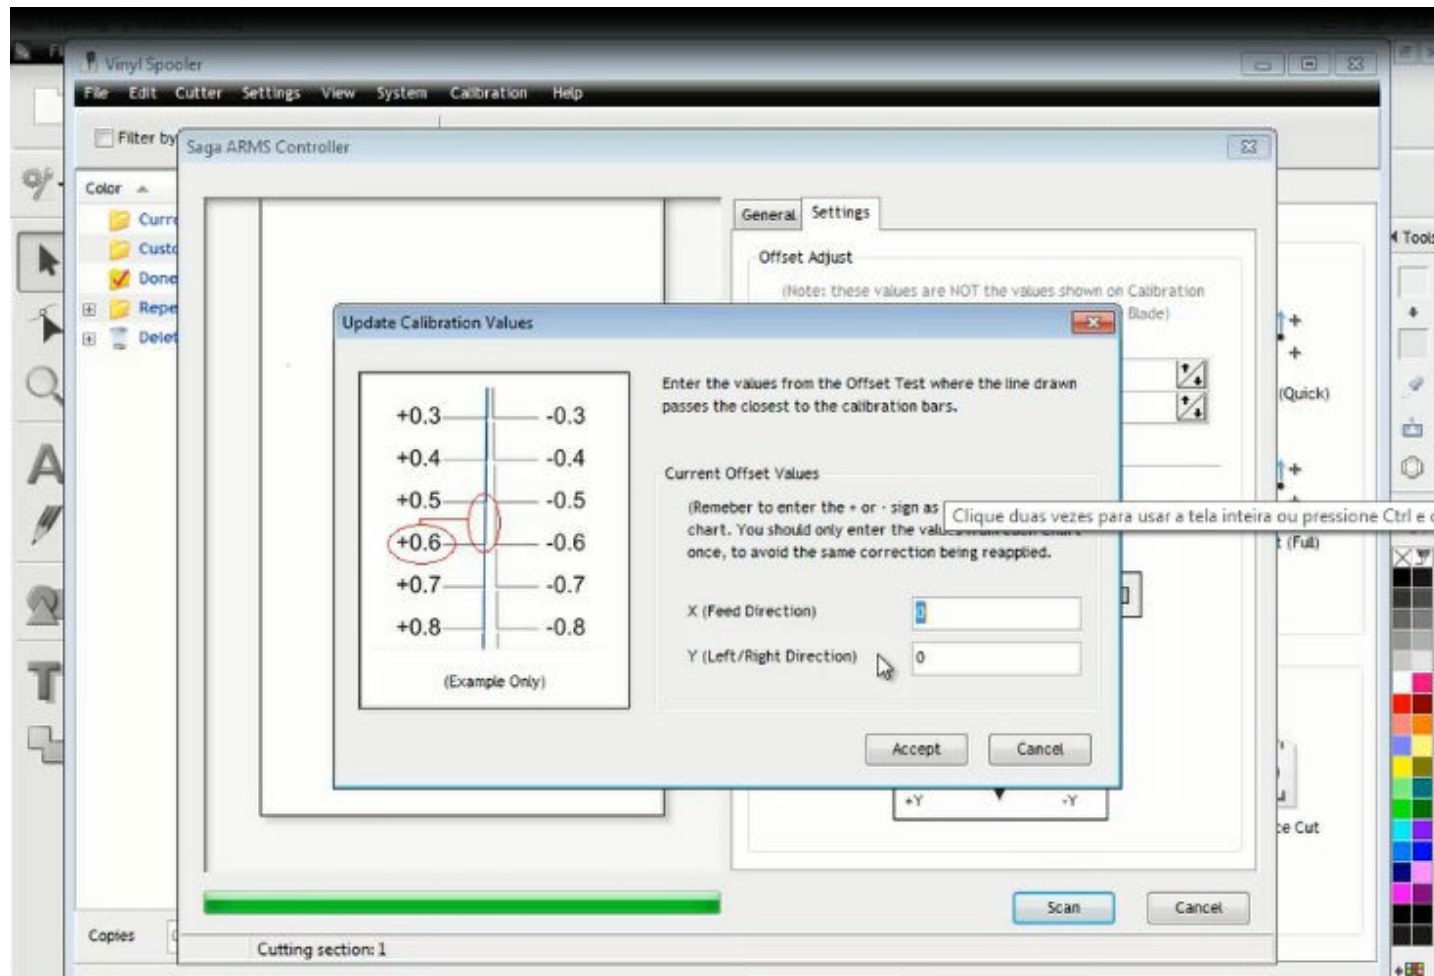 Vinyl Spooler
File Edit Cutter Settings View System Calibration Help
Filter by
Saga ARMS Controller
Color
Curre
Custo
Done
Repe
Delet
General Settings
Offset Adjust
(Note: these values are NOT the values shown on Calibration
Blade)
Tools
Update Calibration Values
Enter the values from the Offset Test where the line drawn
passes the closest to the calibration bars.
+0.3 -0.3
+0.4 -0.4
+0.5 -0.5
+0.6 -0.6
+0.7 -0.7
+0.8 -0.8
(Example Only)
Current Offset Values
(Remeber to enter the + or - sign as
chart. You should only enter the values from each chart
once, to avoid the same correction being reapplied.
Clique duas vezes para usar a tela inteira ou pressione Ctrl e
X (Feed Direction) 0
Y (Left/Right Direction) 0
Accept Cancel
(Quick)
(Full)
+Y -Y
ce Cut
Scan Cancel
Copies
Cutting section: 1